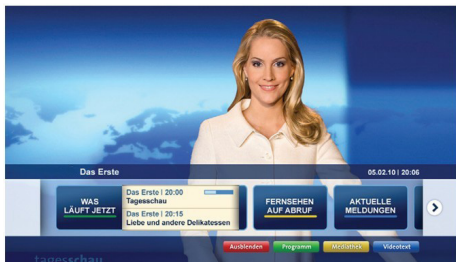 Das Erste
05.02.10 | 20:06
WAS
LÄUFT JETZT
Das Erste | 20:00
Tagesschau
Das Erste | 20:15
Liebe und andere Delikatessen
FERNSEHEN
AUF ABRUF
AKTUELLE
MELDUNGEN
Ausblenden
Programm
Mediathek
Videotext
tagesschau